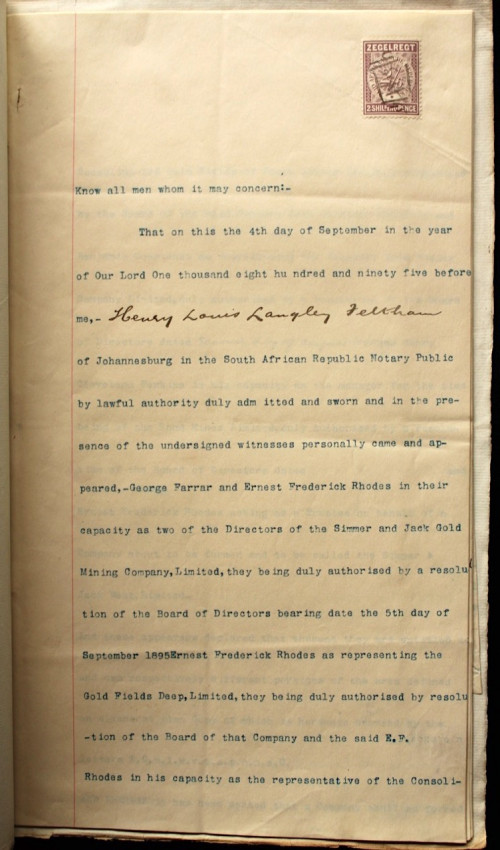 ZEGELREGT
2 SHILLING PENCE
Know all men whom it may concern:-
That on this the 4th day of September in the year
of Our Lord One thousand eight hu ndred and ninety five before
me,- Henry Louis Langley Feltham
of Johannesburg in the South African Republic Notary Public
by lawful authority duly adm itted and sworn and in the pre-
sence of the undersigned witnesses personally came and ap-
peared,-George Farrar and Ernest Frederick Rhodes in their
capacity as two of the Directors of the Simmer and Jack Gold
Mining Company,Limited,they being duly authorised by a resolu
tion of the Board of Directors bearing date the 5th day of
September 1895Ernest Frederick Rhodes as representing the
Gold Fields Deep,Limited,they being duly authorised by resolu
-tion of the Board of that Company and the said E.F.
Rhodes in his capacity as the representative of the Consoli-